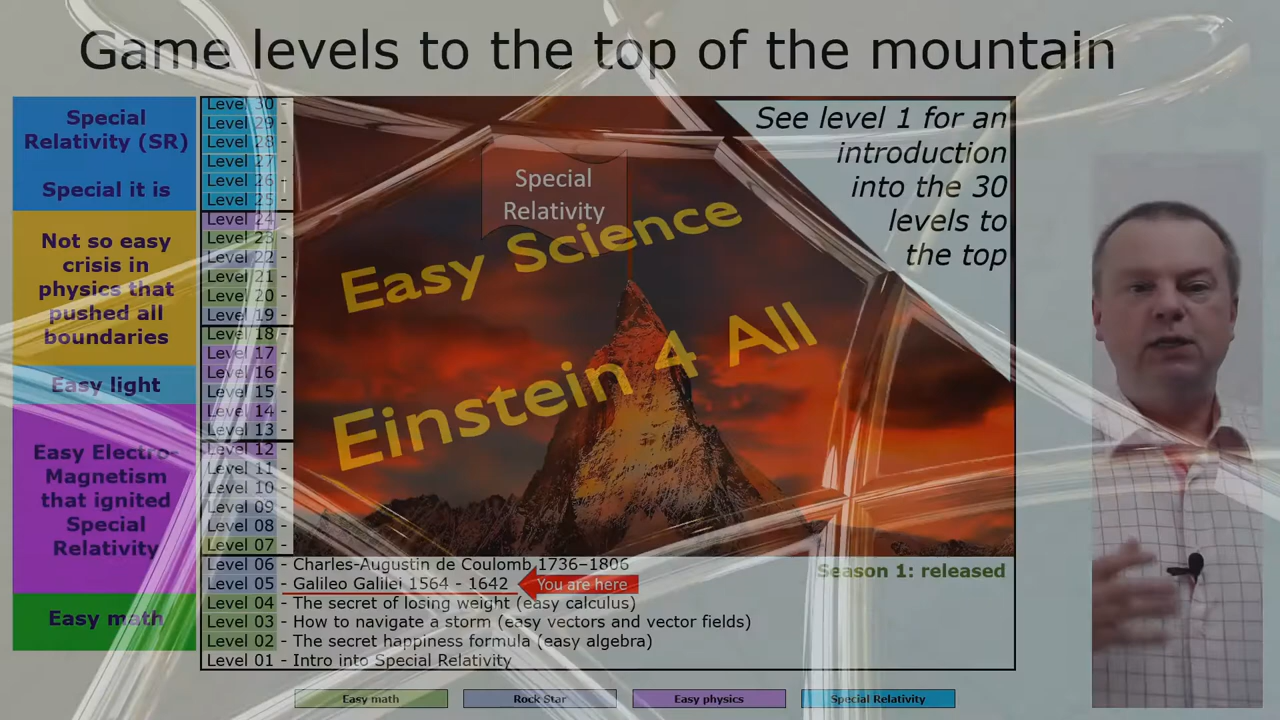 Game levels to the top of the mountain
Special
Relativity (SR)
Special it is
Not so easy
crisis in
physics that
pushed all
boundaries
Easy light
Easy Electro-
Magnetism
that ignited
Special
Relativity
Easy math
Level 30 -
Level 29 -
Level 28 -
Level 27 -
Level 26 -
Level 25 -
Level 24 -
Level 23 -
Level 22 -
Level 21 -
Level 20 -
Level 19 -
Level 18 -
Level 17 -
Level 16 -
Level 15 -
Level 14 -
Level 13 -
Level 12 -
Level 11 -
Level 10 -
Level 09 -
Level 08 -
Level 07 -
Level 06 - Charles-Augustin de Coulomb 1736–1806
Level 05 - Galileo Galilei 1564 - 1642
You are here
Level 04 - The secret of losing weight (easy calculus)
Level 03 - How to navigate a storm (easy vectors and vector fields)
Level 02 - The secret happiness formula (easy algebra)
Level 01 - Intro into Special Relativity
Special
Relativity
Easy Science
Einstein 4 All
See level 1 for an
introduction
into the 30
levels to
the top
Season 1: released
Easy math
Rock Star
Easy physics
Special Relativity